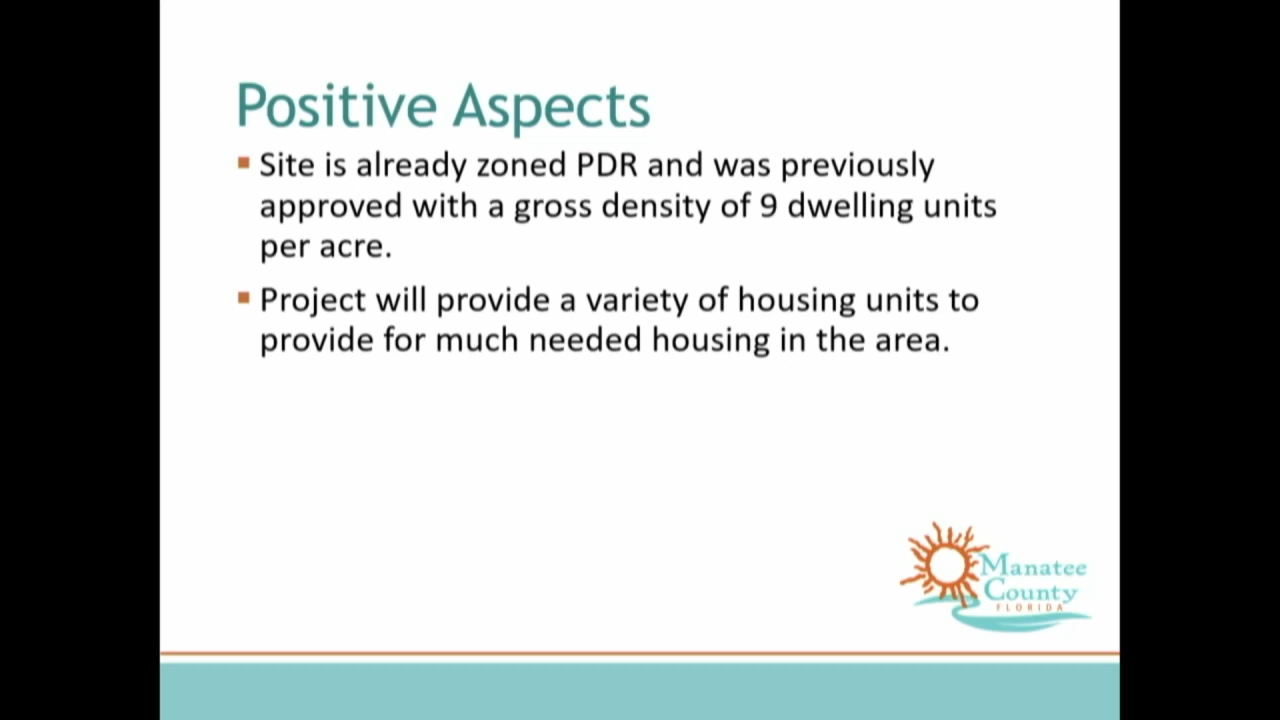 Positive Aspects
▪ Site is already zoned PDR and was previously
approved with a gross density of 9 dwelling units
per acre.
▪ Project will provide a variety of housing units to
provide for much needed housing in the area.
Manatee
County
FLORIDA